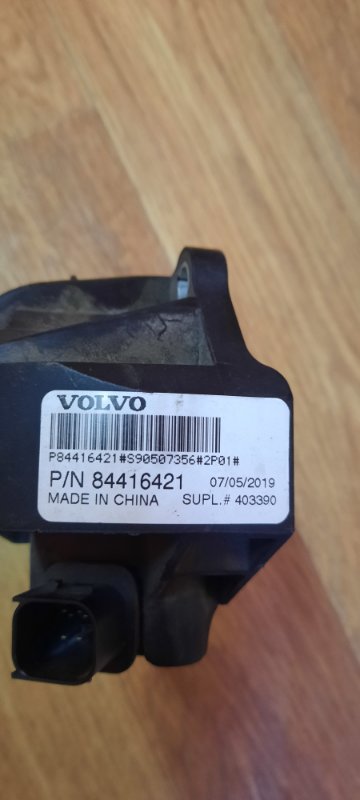 VOLVO
P84416421#S90507356#2P01#
P/N 84416421 07/05/2019
MADE IN CHINA SUPL.# 403390